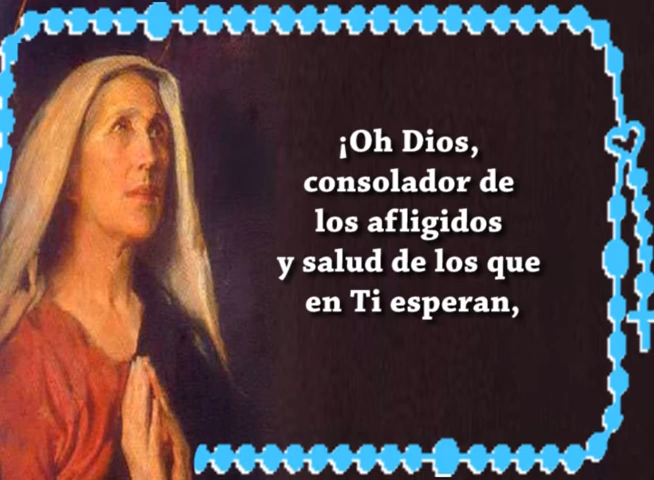 ¡Oh Dios,
consolador de
los afligidos
y salud de los que
en Ti esperan,